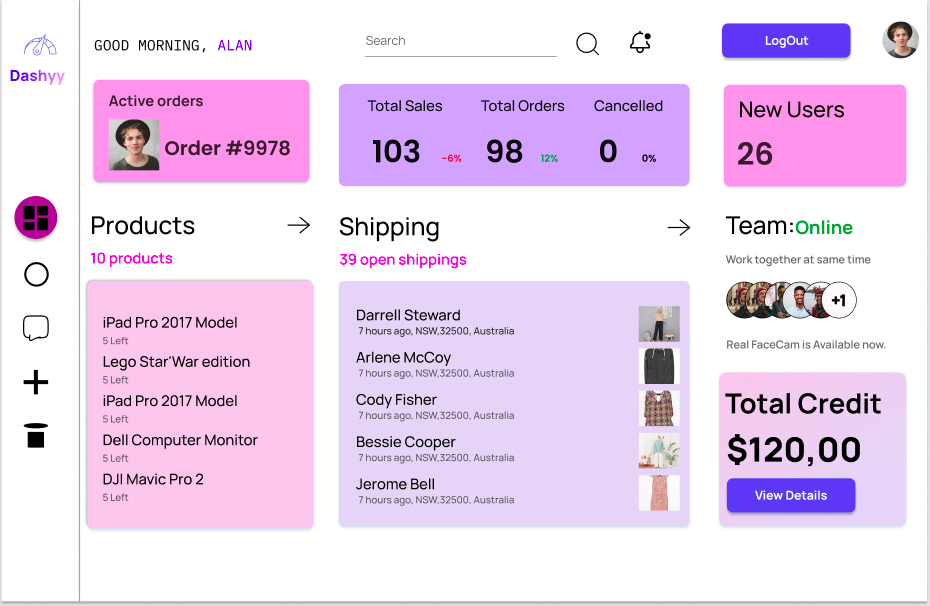 GOOD MORNING, ALAN
Search
LogOut
Dashyy
Active orders
Order #9978
Total Sales
103
-6%
Total Orders
98
12%
Cancelled
0
0%
New Users
26
Products
10 products
iPad Pro 2017 Model
5 Left
Lego Star'War edition
5 Left
iPad Pro 2017 Model
5 Left
Dell Computer Monitor
5 Left
DJI Mavic Pro 2
5 Left
Shipping
39 open shippings
Darrell Steward
7 hours ago, NSW,32500, Australia
Arlene McCoy
7 hours ago, NSW,32500, Australia
Cody Fisher
7 hours ago, NSW,32500, Australia
Bessie Cooper
7 hours ago, NSW,32500, Australia
Jerome Bell
7 hours ago, NSW,32500, Australia
Team:Online
Work together at same time
+1
Real FaceCam is Available now.
Total Credit
$120,00
View Details